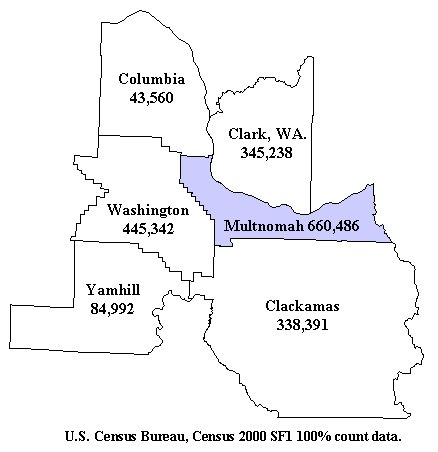 Columbia
43,560
Clark, WA.
345,238
Washington
445,342
Multnomah 660,486
Yamhill
84,992
Clackamas
338,391
U.S. Census Bureau, Census 2000 SF1 100% count data.